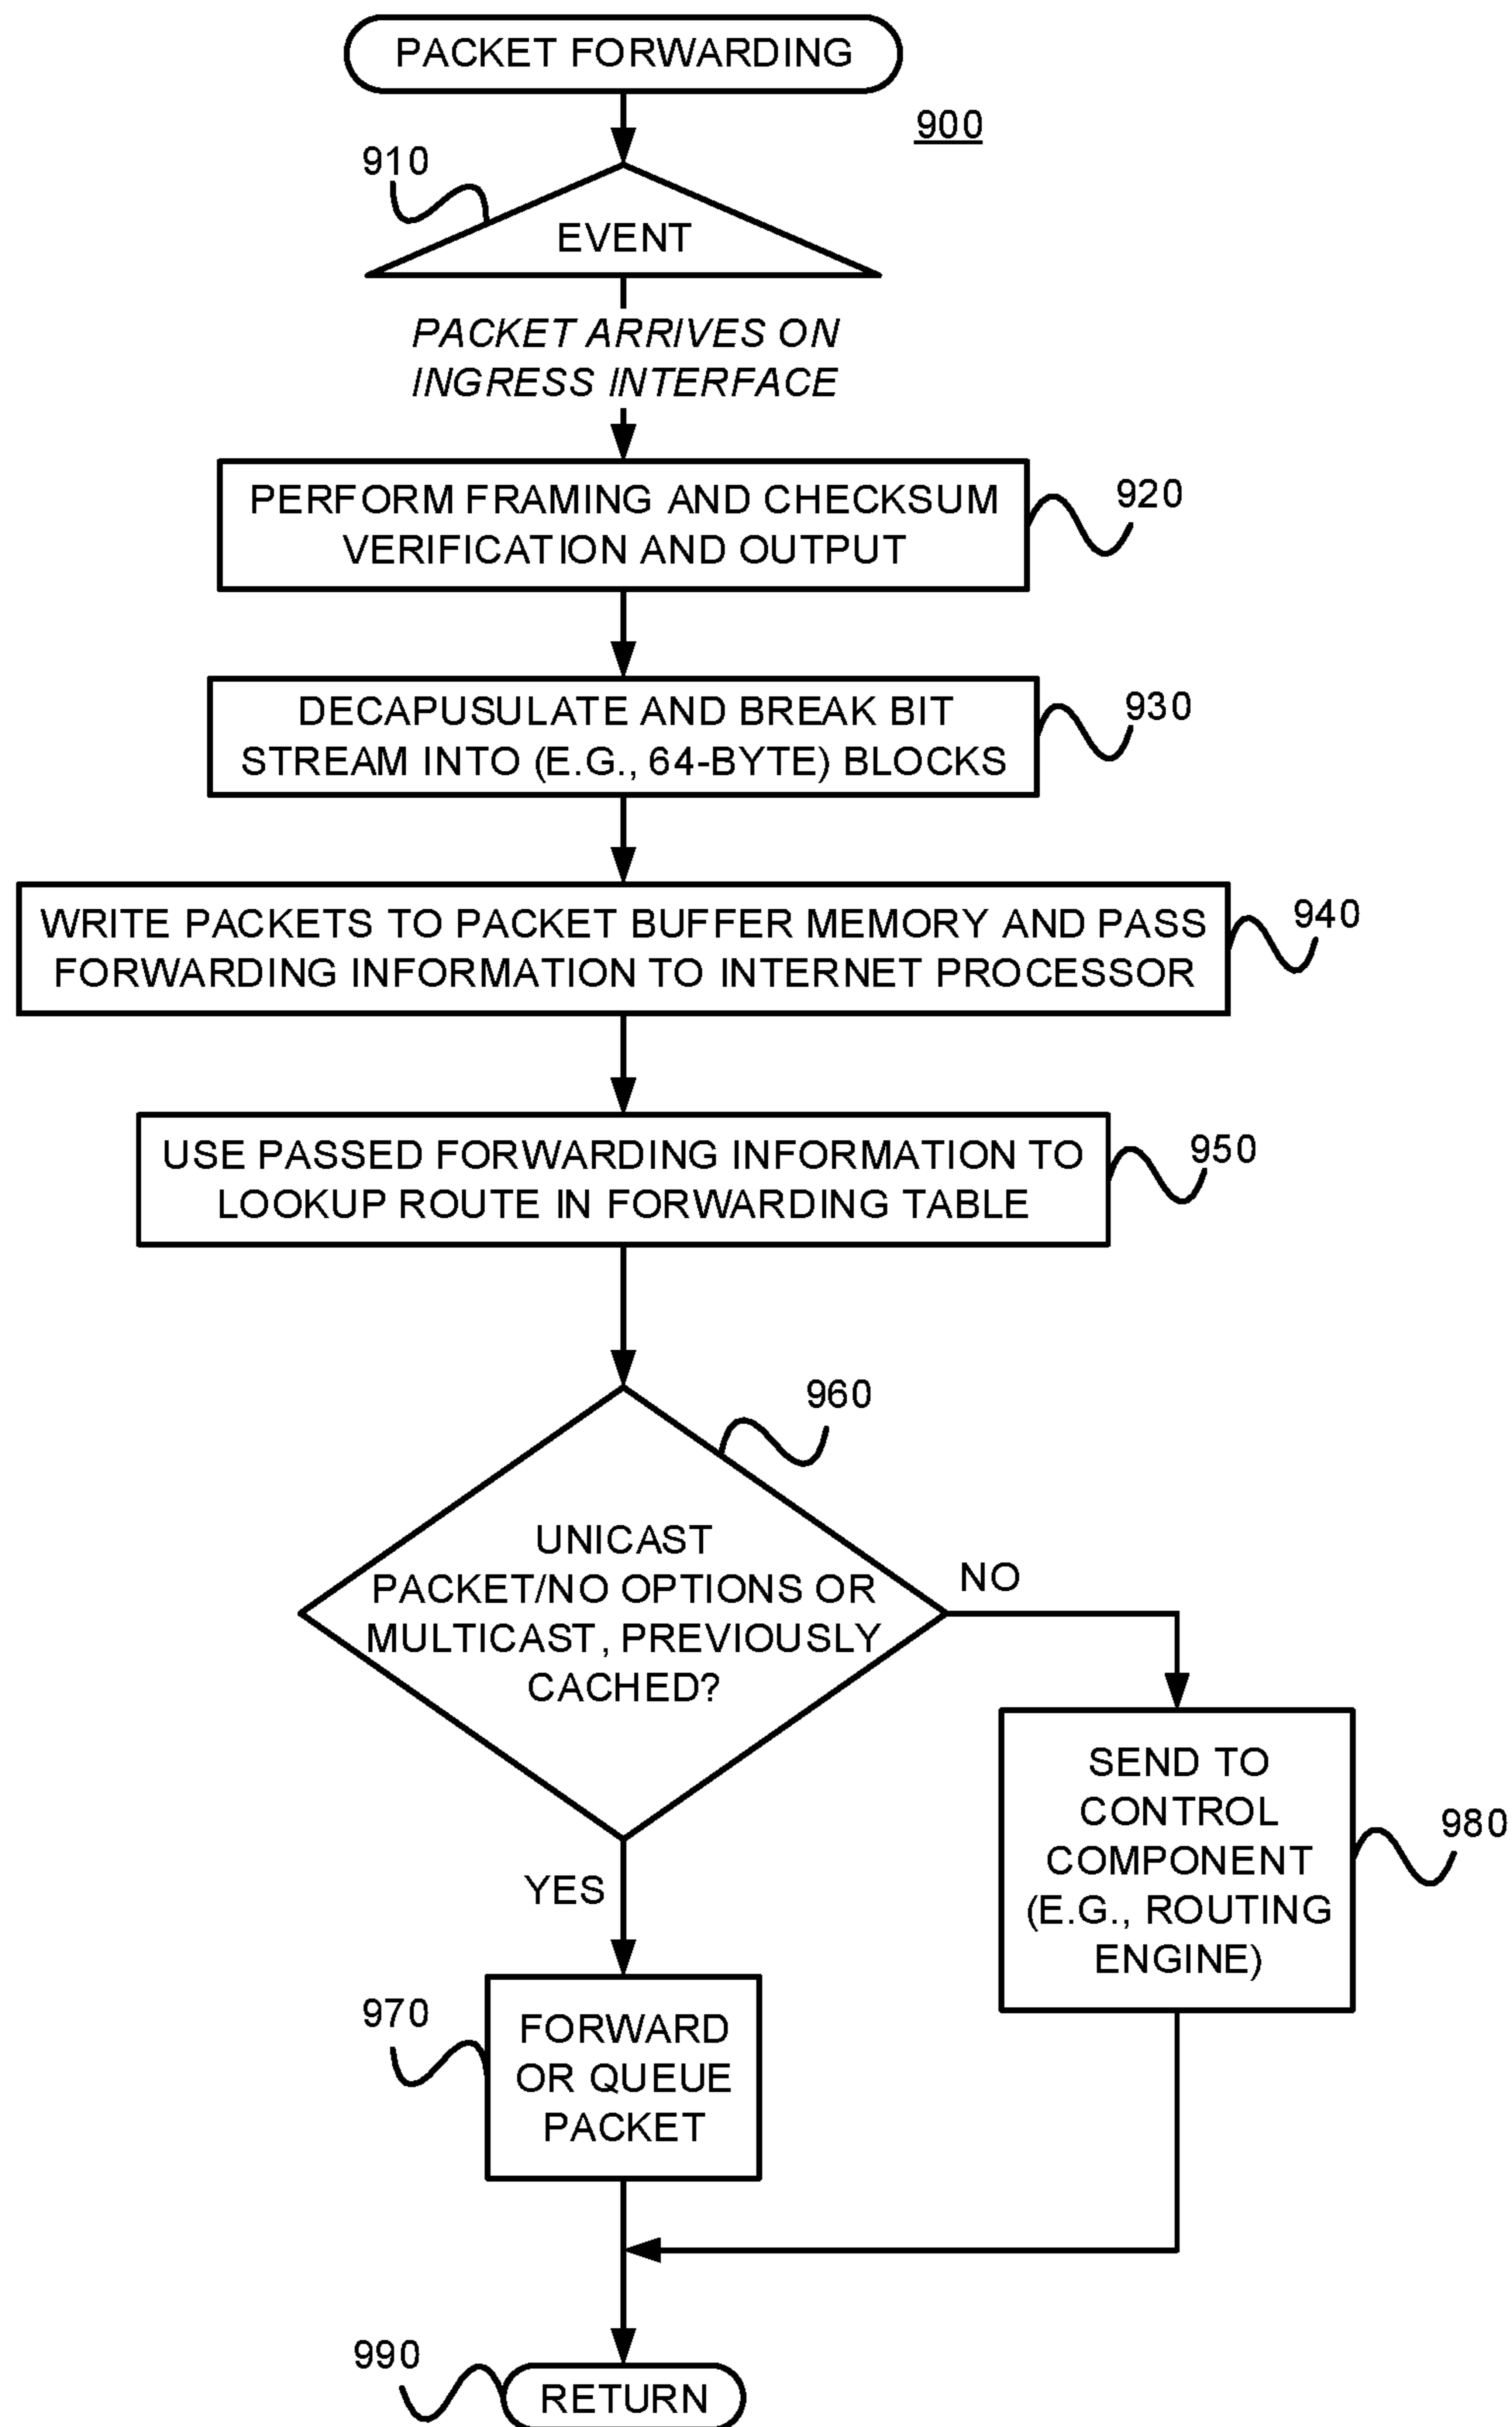 PACKET FORWARDING
900
910
EVENT
PACKET ARRIVES ON
INGRESS INTERFACE
PERFORM FRAMING AND CHECKSUM
VERIFICATION AND OUTPUT
920
DECAPUSULATE AND BREAK BIT
STREAM INTO (E.G., 64-BYTE) BLOCKS
930
WRITE PACKETS TO PACKET BUFFER MEMORY AND PASS
FORWARDING INFORMATION TO INTERNET PROCESSOR
940
USE PASSED FORWARDING INFORMATION TO
LOOKUP ROUTE IN FORWARDING TABLE
950
960
UNICAST
PACKET/NO OPTIONS OR
MULTICAST, PREVIOUSLY
CACHED?
NO
YES
SEND TO
CONTROL
COMPONENT
(E.G., ROUTING
ENGINE)
980
970
FORWARD
OR QUEUE
PACKET
990
RETURN